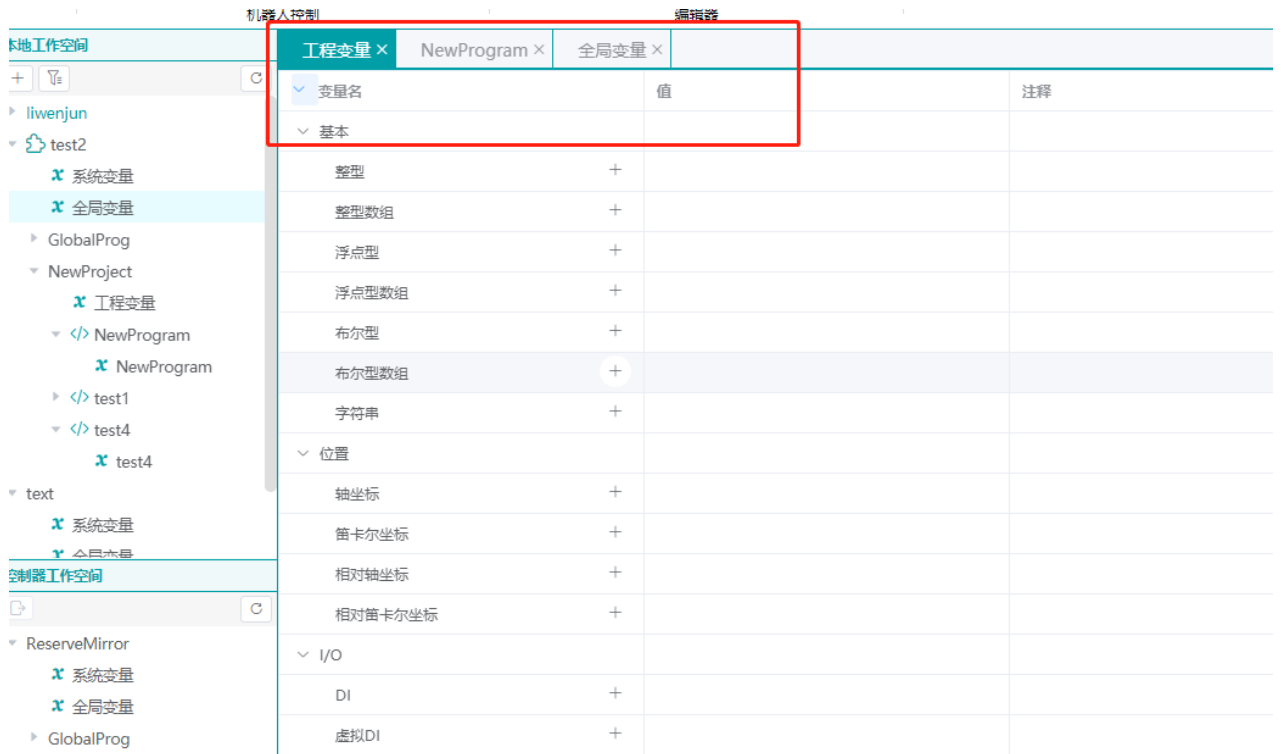 机器人控制 编辑器
本地工作空间
liwenjun
test2
系统变量
全局变量
GlobalProg
NewProject
工程变量
NewProgram
NewProgram
test1
test4
test4
text
系统变量
全局变量
控制器工作空间
ReserveMirror
系统变量
全局变量
GlobalProg
工程变量 NewProgram 全局变量
变量名 值 注释
基本
整型
整型数组
浮点型
浮点型数组
布尔型
布尔型数组
字符串
位置
轴坐标
笛卡尔坐标
相对轴坐标
相对笛卡尔坐标
I/O
DI
虚拟DI